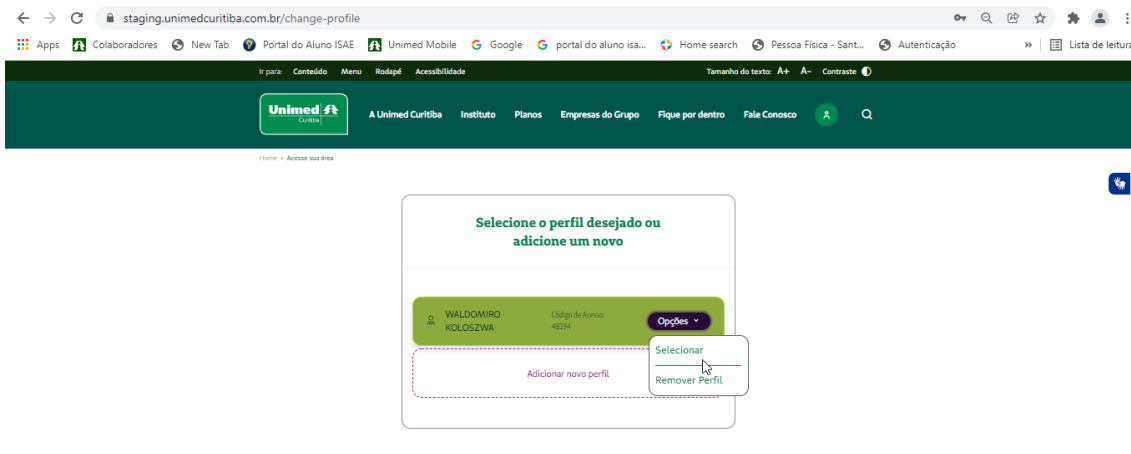 staging.unimedcuritiba.com.br/change-profile
Apps Colaboradores New Tab Portal do Aluno ISAE Unimed Mobile Google portal do aluno isa... Home search Pessoa Física - Sant... Autenticação » Lista de leitura
Ir para: Conteúdo Menu Rodapé Acessibilidade Tamanho do texto: A+ A- Contraste
Unimed
Curitiba
A Unimed Curitiba Instituto Planos Empresas do Grupo Fique por dentro Fale Conosco
Home › Acesse sua área
Selecione o perfil desejado ou
adicione um novo
WALDOMIRO
KOLOSZWA
Código de Acesso:
48194
Opções
Selecionar
Remover Perfil
Adicionar novo perfil